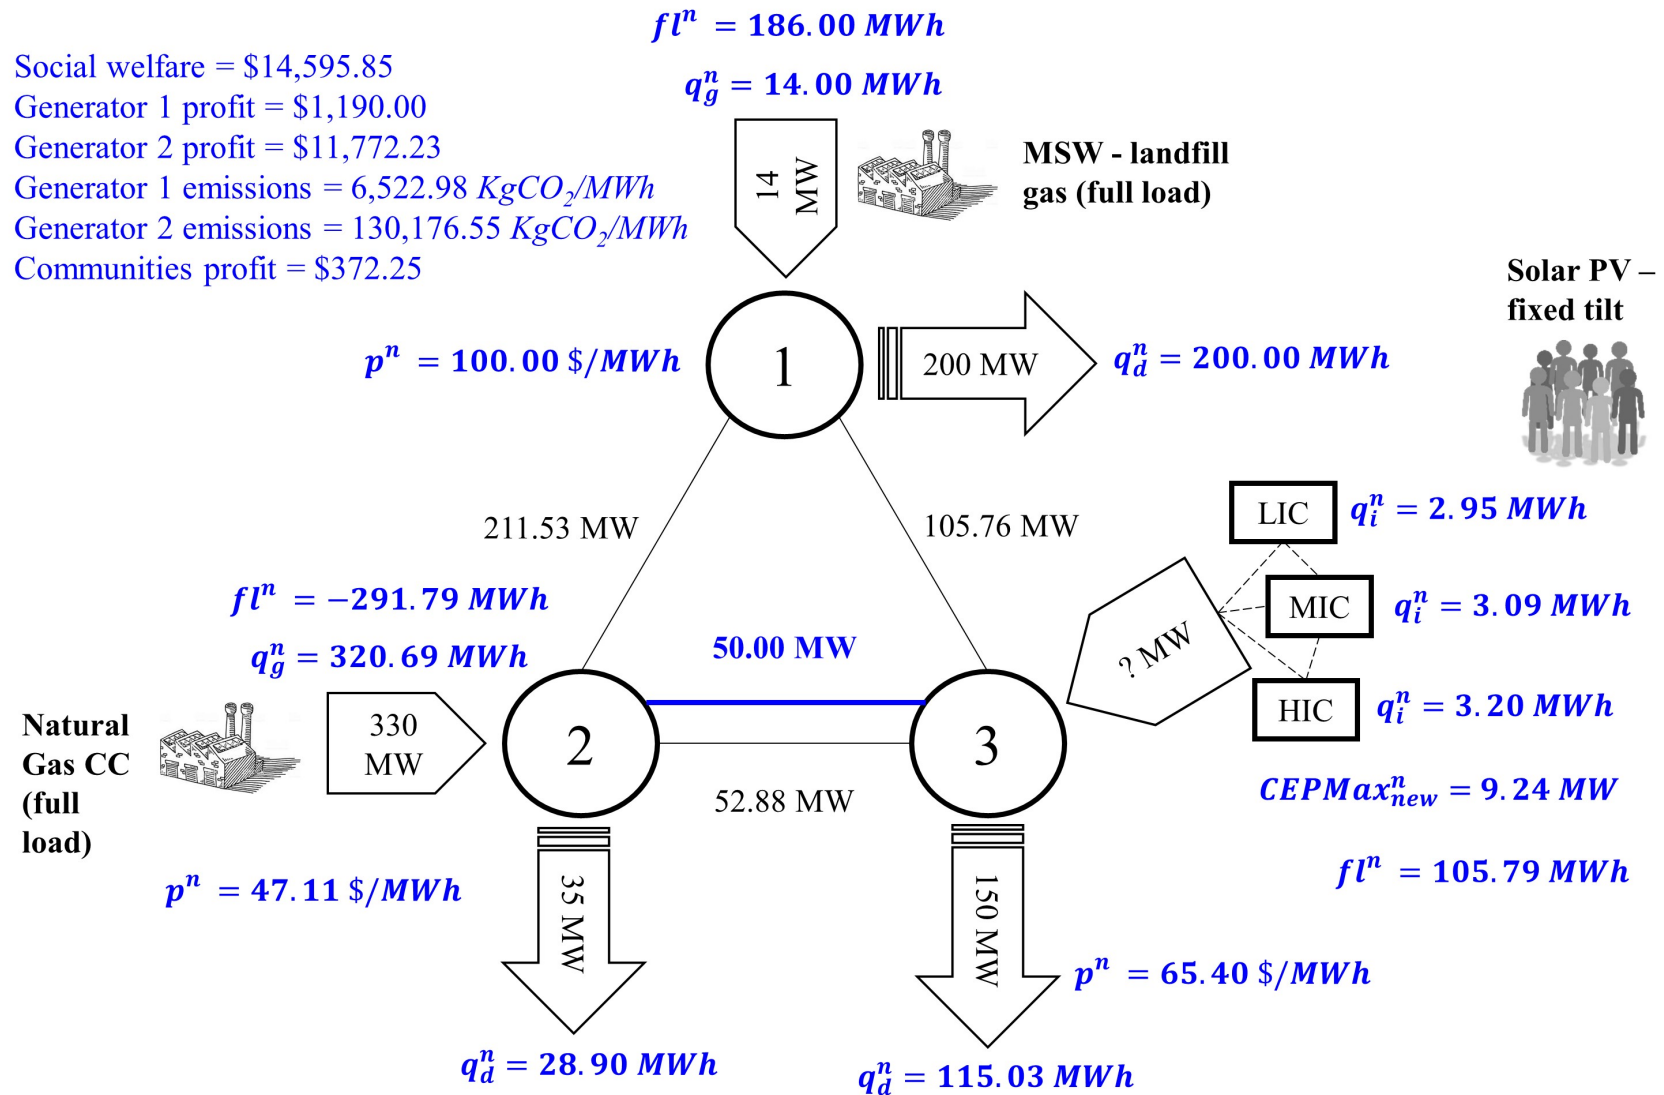 fl^n = 186.00 MWh
Social welfare = $14,595.85
q_g^n = 14.00 MWh
Generator 1 profit = $1,190.00
Generator 2 profit = $11,772.23
Generator 1 emissions = 6,522.98 KgCO₂/MWh
Generator 2 emissions = 130,176.55 KgCO₂/MWh
Communities profit = $372.25
14
MW
MSW - landfill
gas (full load)
Solar PV –
fixed tilt
p^n = 100.00 $/MWh
1
200 MW
q_d^n = 200.00 MWh
211.53 MW
105.76 MW
LIC
q_i^n = 2.95 MWh
MIC
q_i^n = 3.09 MWh
? MW
HIC
q_i^n = 3.20 MWh
fl^n = −291.79 MWh
q_g^n = 320.69 MWh
50.00 MW
Natural
Gas CC
(full
load)
330
MW
2
3
52.88 MW
CEPMax_new^n = 9.24 MW
fl^n = 105.79 MWh
p^n = 47.11 $/MWh
35 MW
150 MW
p^n = 65.40 $/MWh
q_d^n = 28.90 MWh
q_d^n = 115.03 MWh